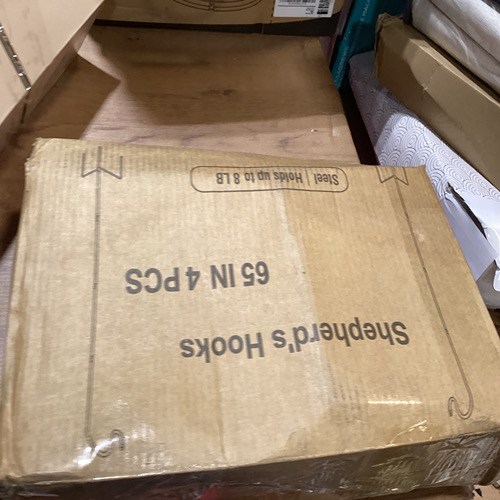 Shepherd's Hooks
65 IN 4 PCS
Steel | Holds up to 8 LB